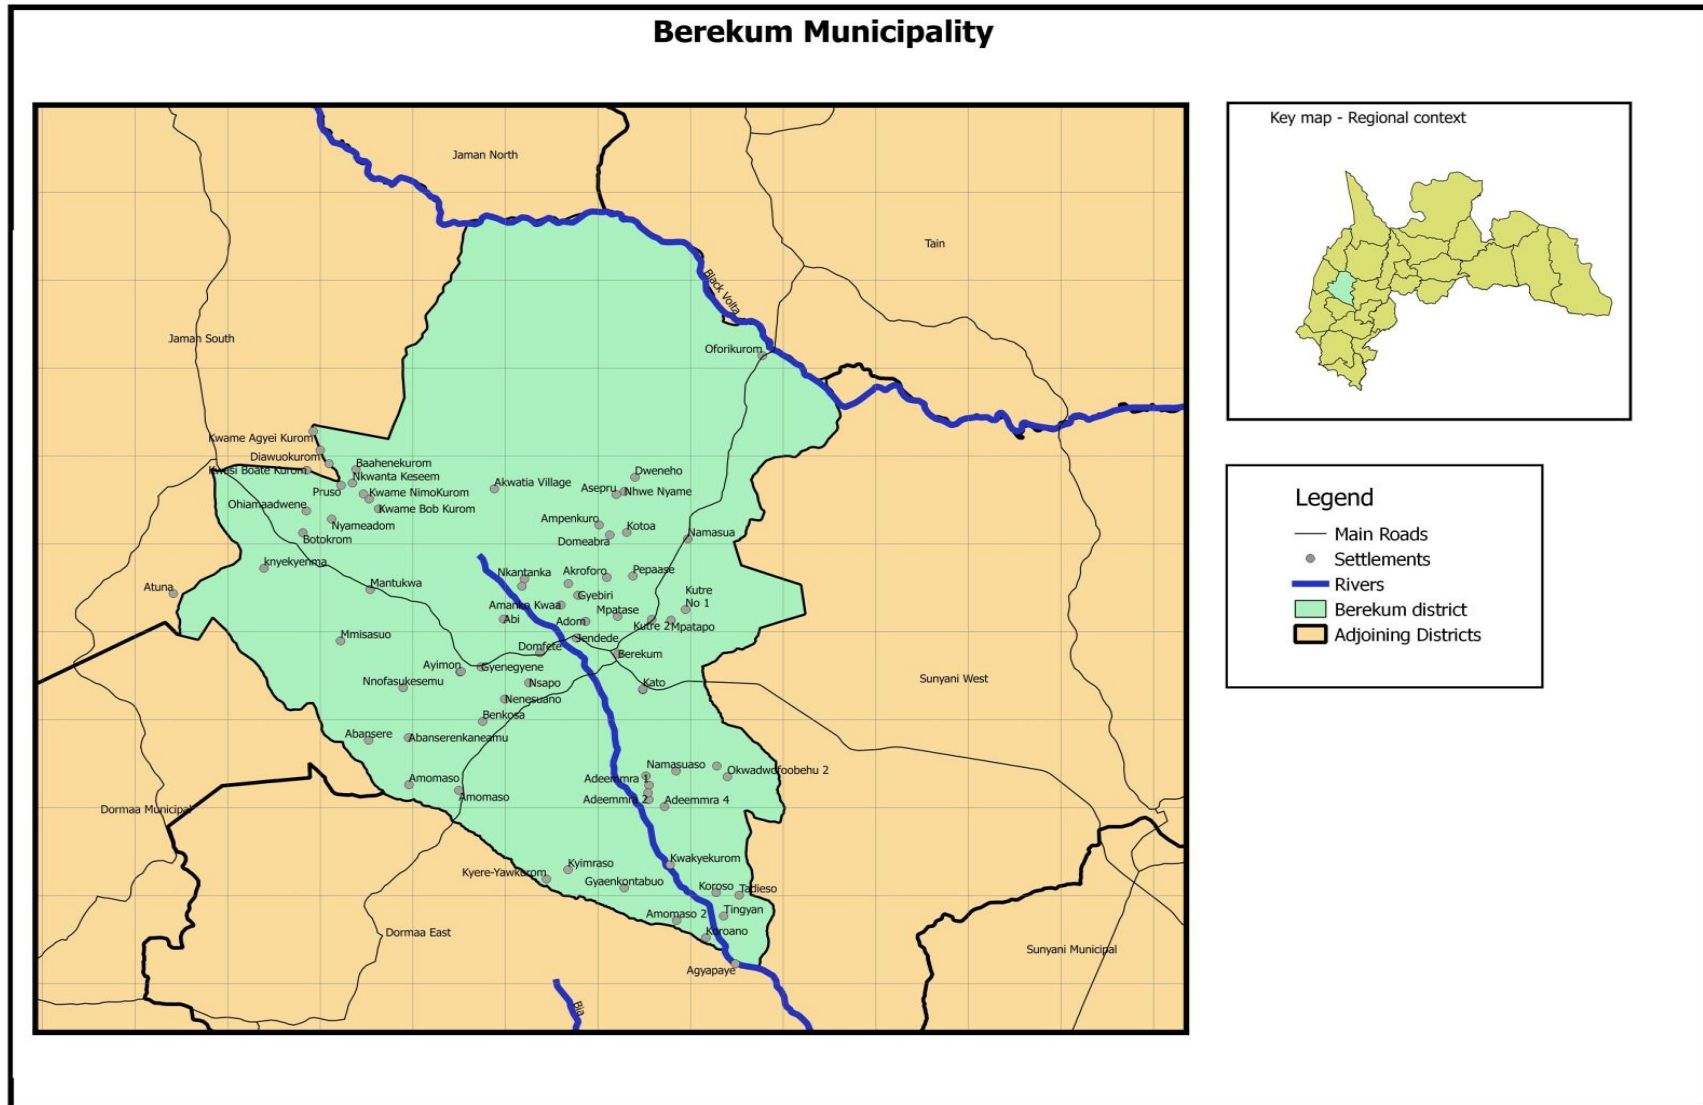 Berekum Municipality
Key map - Regional context
Jaman North
Tain
Black Volta
Jaman South
Oforikurom
Kwame Agyei Kurom
Diawuokurom
Kwasi Boate Kurom
Baahenekurom
Nkwanta Keseem
Pruso
Kwame NimoKurom
Kwame Bob Kurom
Ohiamaadwene
Nyameadom
Botokrom
Akwatia Village
Dweneho
Asepru
Nhwe Nyame
Ampenkuro
Kotoa
Domeabra
Namasua
knyekyenma
Atuna
Mantukwa
Nkantanka
Akroforo
Pepaase
Gyebiri
Amanko Kwaa
Kutre
No 1
Mpatase
Abi
Adom
Kutre 2
Mpatapo
Mmisasuo
Jendede
Domfete
Berekum
Ayimon
Gyenegyene
Nnofasukesemu
Nsapo
Kato
Sunyani West
Nenesuano
Benkosa
Abansere
Abanserenkaneamu
Namasuaso
Okwadwofoobehu 2
Adeemmra 1
Amomaso
Amomaso
Adeemmra 2
Adeemmra 4
Dormaa Municipal
Kwakyekurom
Kyimraso
Kyere-Yawkurom
Gyaenkontabuo
Koroso
Tadieso
Amomaso 2
Tingyan
Koroano
Dormaa East
Sunyani Municipal
Agyapaye
Bia
Legend
Main Roads
Settlements
Rivers
Berekum district
Adjoining Districts